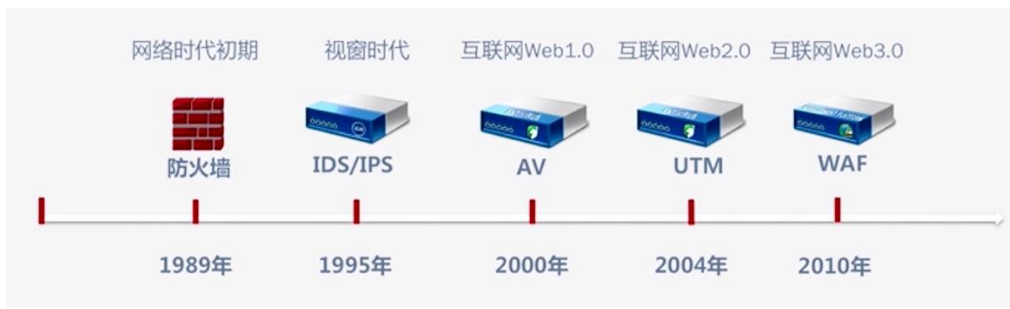 网络时代初期 视窗时代 互联网Web1.0 互联网Web2.0 互联网Web3.0
防火墙 IDS/IPS AV UTM WAF
1989年 1995年 2000年 2004年 2010年